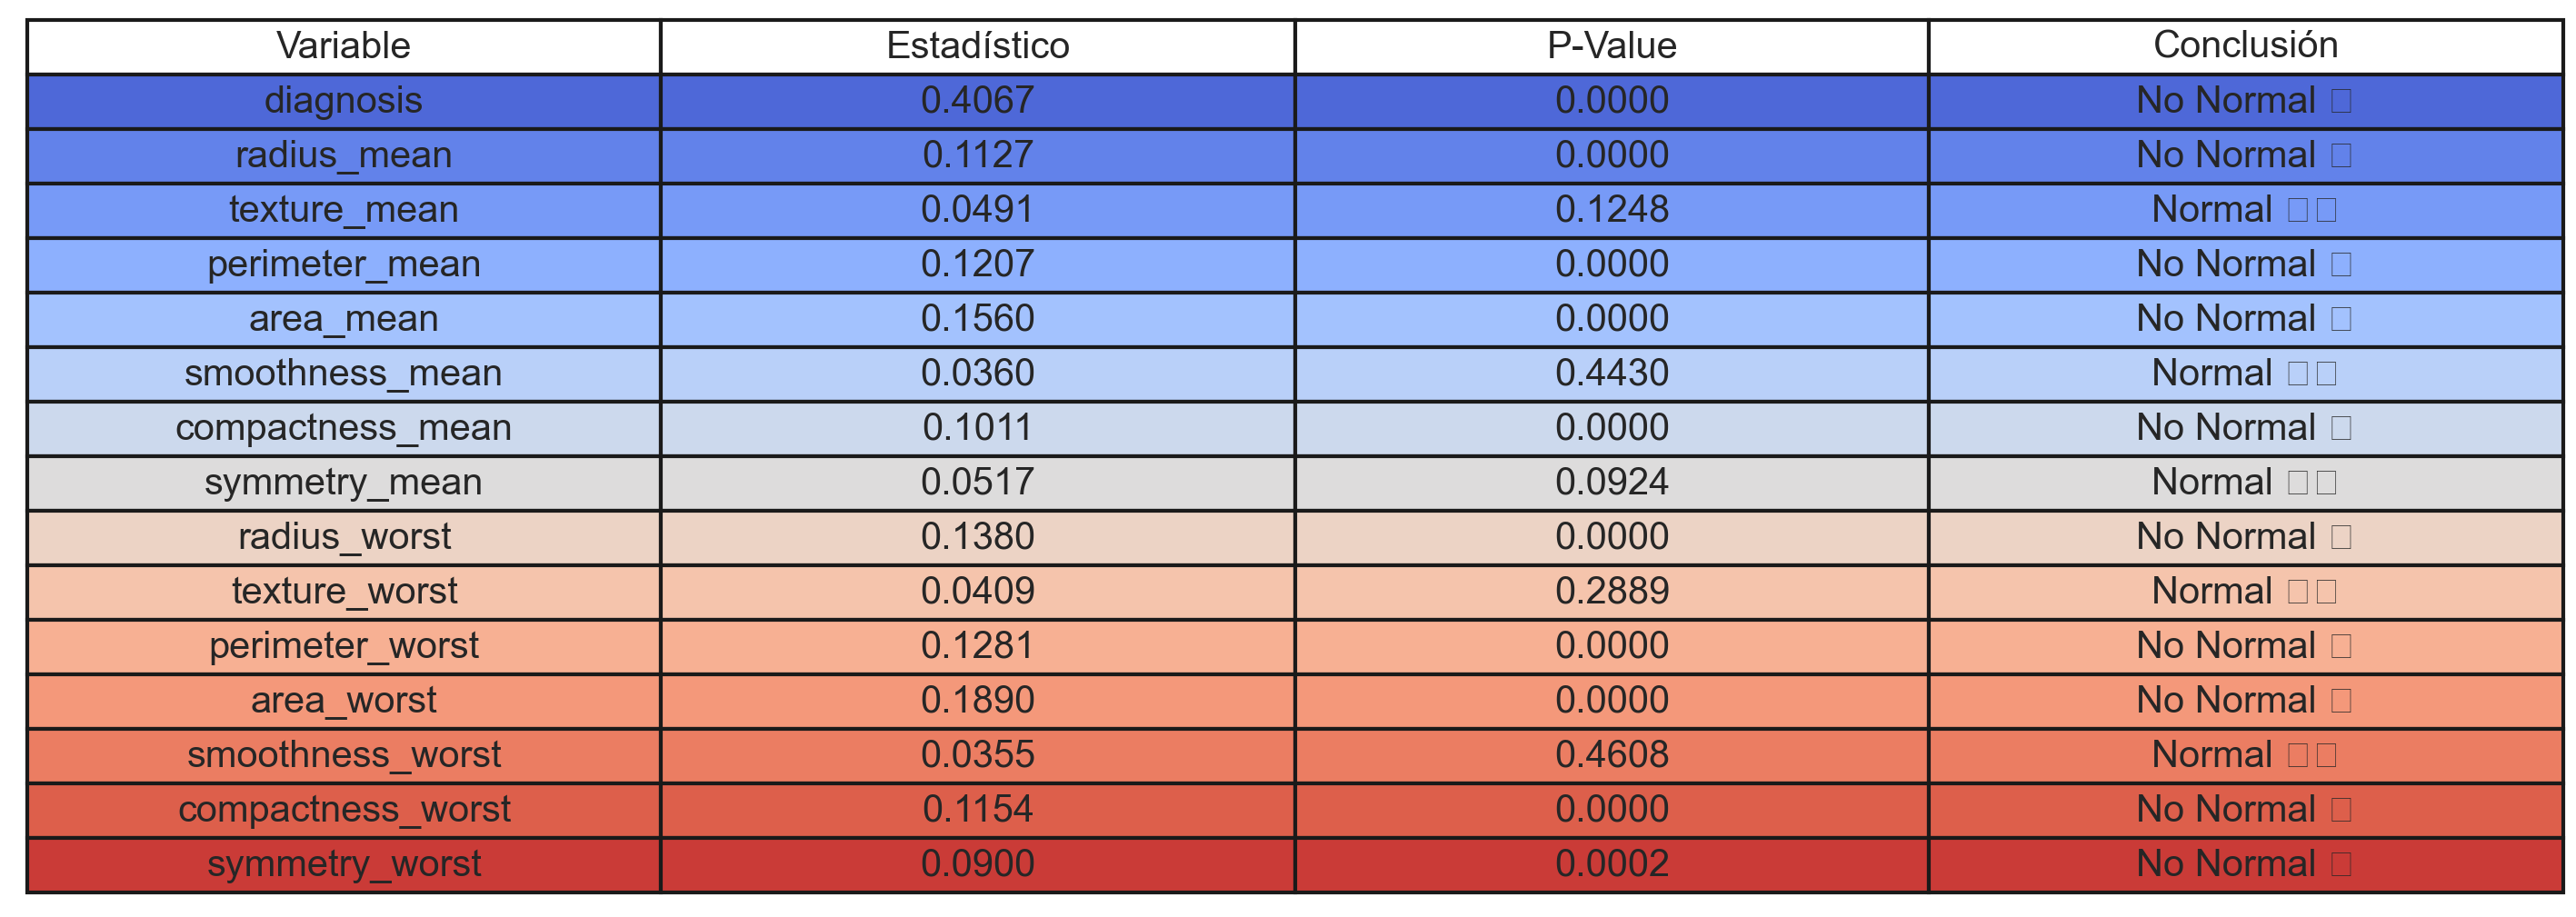 Variable Estadístico P-Value Conclusión
diagnosis 0.4067 0.0000 No Normal
radius_mean 0.1127 0.0000 No Normal
texture_mean 0.0491 0.1248 Normal
perimeter_mean 0.1207 0.0000 No Normal
area_mean 0.1560 0.0000 No Normal
smoothness_mean 0.0360 0.4430 Normal
compactness_mean 0.1011 0.0000 No Normal
symmetry_mean 0.0517 0.0924 Normal
radius_worst 0.1380 0.0000 No Normal
texture_worst 0.0409 0.2889 Normal
perimeter_worst 0.1281 0.0000 No Normal
area_worst 0.1890 0.0000 No Normal
smoothness_worst 0.0355 0.4608 Normal
compactness_worst 0.1154 0.0000 No Normal
symmetry_worst 0.0900 0.0002 No Normal